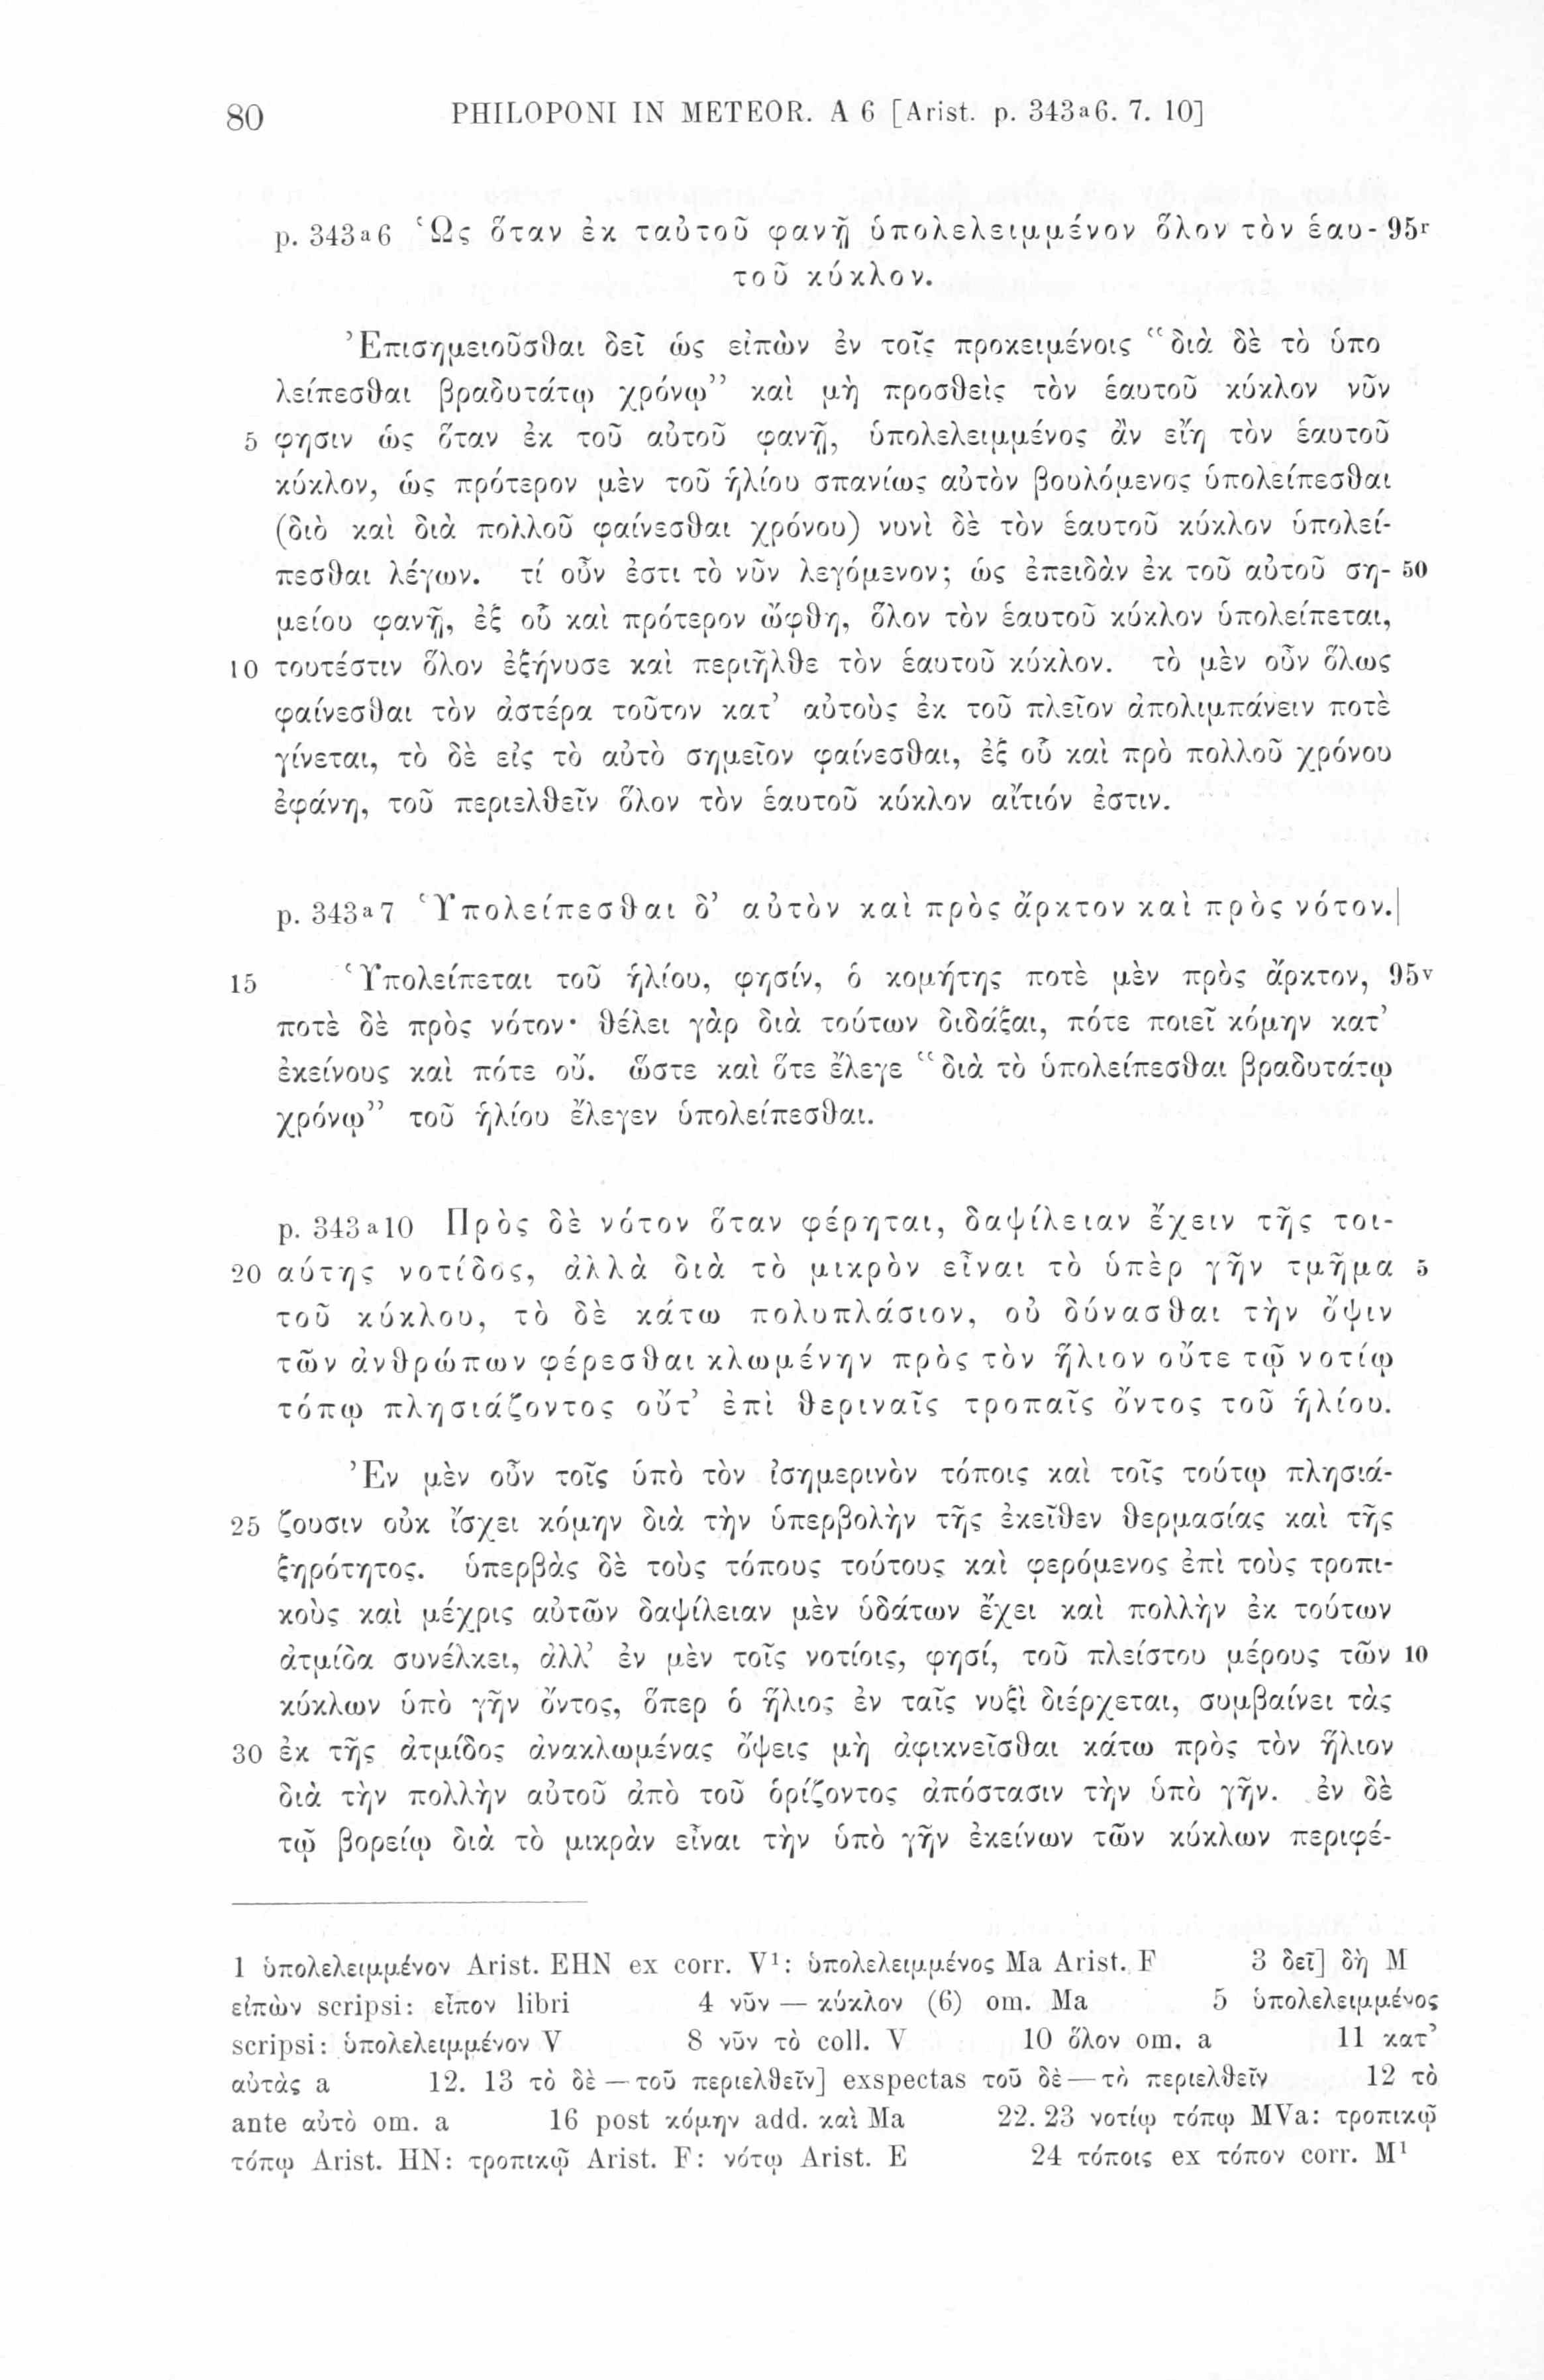 80 PHILOPONI IN METEOR. A 6 [Arist. p. 343a6. 7. 10]
p. 343a6 Ὡς ὅταν ἐκ ταὐτοῦ φανῇ ὑπολελειμμένον ὅλον τὸν ἑαυ- 95r
τοῦ κύκλον.
Ἐπισημειοῦσθαι δεῖ ὡς εἰπὼν ἐν τοῖς προκειμένοις “διὰ δὲ τὸ ὑπο
λείπεσθαι βραδυτάτῳ χρόνῳ” καὶ μὴ προσθεὶς τὸν ἑαυτοῦ κύκλον νῦν
5 φησιν ὡς ὅταν ἐκ τοῦ αὐτοῦ φανῇ, ὑπολελειμμένος ἂν εἴη τὸν ἑαυτοῦ
κύκλον, ὡς πρότερον μὲν τοῦ ἡλίου σπανίως αὐτὸν βουλόμενος ὑπολείπεσθαι
(διὸ καὶ διὰ πολλοῦ φαίνεσθαι χρόνου) νυνὶ δὲ τὸν ἑαυτοῦ κύκλον ὑπολεί-
πεσθαι λέγων. τί οὖν ἐστι τὸ νῦν λεγόμενον; ὡς ἐπειδὰν ἐκ τοῦ αὐτοῦ ση- 50
μείου φανῇ, ἐξ οὗ καὶ πρότερον ὤφθη, ὅλον τὸν ἑαυτοῦ κύκλον ὑπολείπεται,
10 τουτέστιν ὅλον ἐξήνυσε καὶ περιῆλθε τὸν ἑαυτοῦ κύκλον. τὸ μὲν οὖν ὅλως
φαίνεσθαι τὸν ἀστέρα τοῦτον κατ’ αὐτοὺς ἐκ τοῦ πλεῖον ἀπολιμπάνειν ποτὲ
γίνεται, τὸ δὲ εἰς τὸ αὐτὸ σημεῖον φαίνεσθαι, ἐξ οὗ καὶ πρὸ πολλοῦ χρόνου
ἐφάνη, τοῦ περιελθεῖν ὅλον τὸν ἑαυτοῦ κύκλον αἴτιόν ἐστιν.
p. 343a7 Ὑπολείπεσθαι δ’ αὐτὸν καὶ πρὸς ἄρκτον καὶ πρὸς νότον.|
15 Ὑπολείπεται τοῦ ἡλίου, φησίν, ὁ κομήτης ποτὲ μὲν πρὸς ἄρκτον, 95v
ποτὲ δὲ πρὸς νότον· θέλει γὰρ διὰ τούτων διδάξαι, πότε ποιεῖ κόμην κατ’
ἐκείνους καὶ πότε οὔ. ὥστε καὶ ὅτε ἔλεγε “διὰ τὸ ὑπολείπεσθαι βραδυτάτῳ
χρόνῳ” τοῦ ἡλίου ἔλεγεν ὑπολείπεσθαι.
p. 343a10 Πρὸς δὲ νότον ὅταν φέρηται, δαψίλειαν ἔχειν τῆς τοι-
20 αύτης νοτίδος, ἀλλὰ διὰ τὸ μικρὸν εἶναι τὸ ὑπὲρ γῆν τμῆμα 5
τοῦ κύκλου, τὸ δὲ κάτω πολυπλάσιον, οὐ δύνασθαι τὴν ὄψιν
τῶν ἀνθρώπων φέρεσθαι κλωμένην πρὸς τὸν ἥλιον οὔτε τῷ νοτίῳ
τόπῳ πλησιάζοντος οὔτ’ ἐπὶ θεριναῖς τροπαῖς ὄντος τοῦ ἡλίου.
Ἐν μὲν οὖν τοῖς ὑπὸ τὸν ἰσημερινὸν τόποις καὶ τοῖς τούτῳ πλησιά-
25 ζουσιν οὐκ ἴσχει κόμην διὰ τὴν ὑπερβολὴν τῆς ἐκεῖθεν θερμασίας καὶ τῆς
ξηρότητος. ὑπερβὰς δὲ τοὺς τόπους τούτους καὶ φερόμενος ἐπὶ τοὺς τροπι-
κοὺς καὶ μέχρις αὐτῶν δαψίλειαν μὲν ὑδάτων ἔχει καὶ πολλὴν ἐκ τούτων
ἀτμίδα συνέλκει, ἀλλ’ ἐν μὲν τοῖς νοτίοις, φησί, τοῦ πλείστου μέρους τῶν 10
κύκλων ὑπὸ γῆν ὄντος, ὅπερ ὁ ἥλιος ἐν ταῖς νυξὶ διέρχεται, συμβαίνει τὰς
30 ἐκ τῆς ἀτμίδος ἀνακλωμένας ὄψεις μὴ ἀφικνεῖσθαι κάτω πρὸς τὸν ἥλιον
διὰ τὴν πολλὴν αὐτοῦ ἀπὸ τοῦ ὁρίζοντος ἀπόστασιν τὴν ὑπὸ γῆν. ἐν δὲ
τῷ βορείῳ διὰ τὸ μικρὰν εἶναι τὴν ὑπὸ γῆν ἐκείνων τῶν κύκλων περιφέ-
1 ὑπολελειμμένον Arist. EHN ex corr. V¹: ὑπολελειμμένος Ma Arist. F 3 δεῖ] δὴ M
εἰπὼν scripsi: εἶπον libri 4 νῦν — κύκλον (6) om. Ma 5 ὑπολελειμμένος
scripsi: ὑπολελειμμένον V 8 νῦν τὸ coll. V 10 ὅλον om. a 11 κατ’
αὐτὰς a 12. 13 τὸ δὲ — τοῦ περιελθεῖν] exspectas τοῦ δὲ — τὸ περιελθεῖν 12 τὸ
ante αὐτὸ om. a 16 post κόμην add. καὶ Ma 22. 23 νοτίῳ τόπῳ MVa: τροπικῷ
τόπῳ Arist. HN: τροπικῷ Arist. F: νότῳ Arist. E 24 τόποις ex τόπον corr. M¹